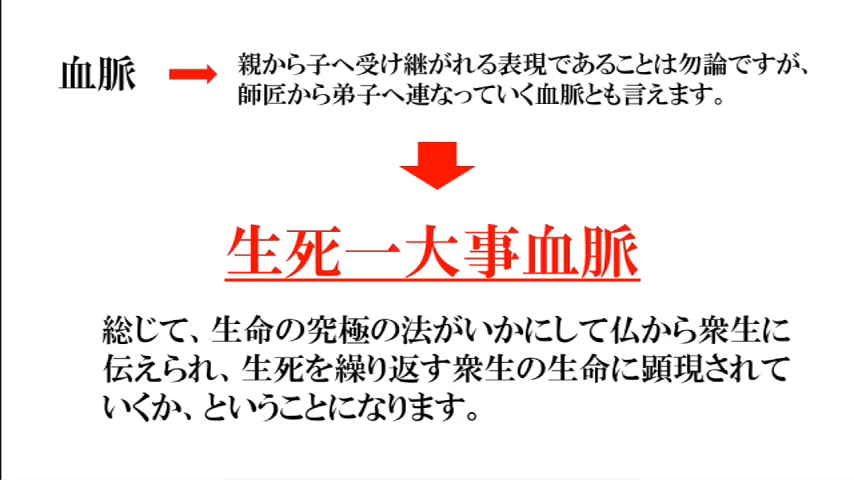 血脈 → 親から子へ受け継がれる表現であることは勿論ですが、
師匠から弟子へ連なっていく血脈とも言えます。
生死一大事血脈
総じて、生命の究極の法がいかにして仏から衆生に
伝えられ、生死を繰り返す衆生の生命に顕現されて
いくか、ということになります。